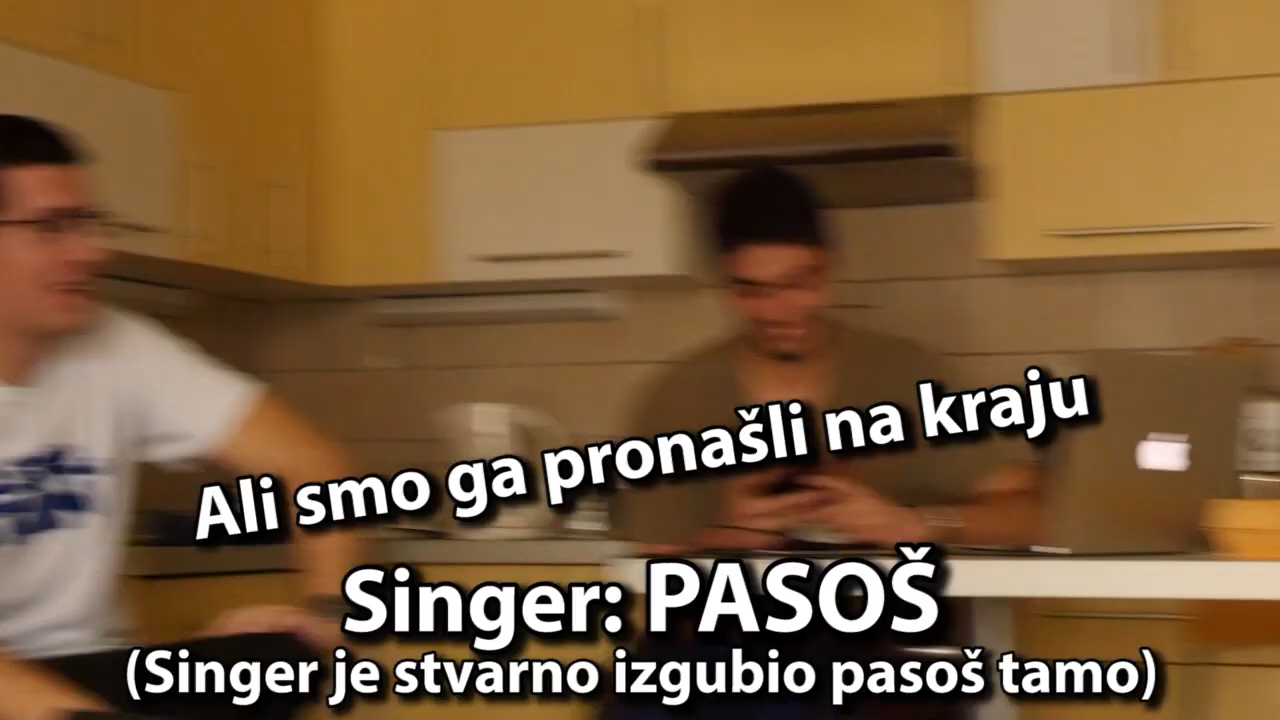 Ali smo ga pronašli na kraju
Singer: PASOŠ
(Singer je stvarno izgubio pasoš tamo)